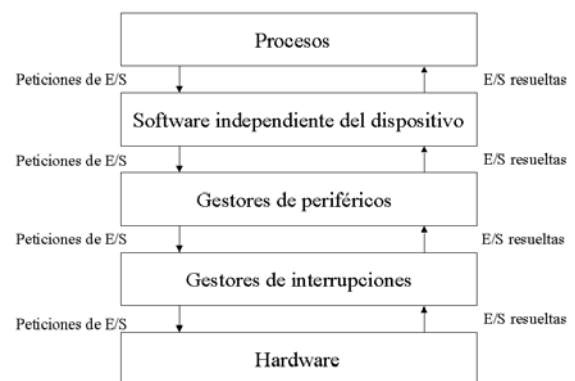 Procesos
Peticiones de E/S
E/S resueltas
Software independiente del dispositivo
Peticiones de E/S
E/S resueltas
Gestores de periféricos
Peticiones de E/S
E/S resueltas
Gestores de interrupciones
Peticiones de E/S
E/S resueltas
Hardware